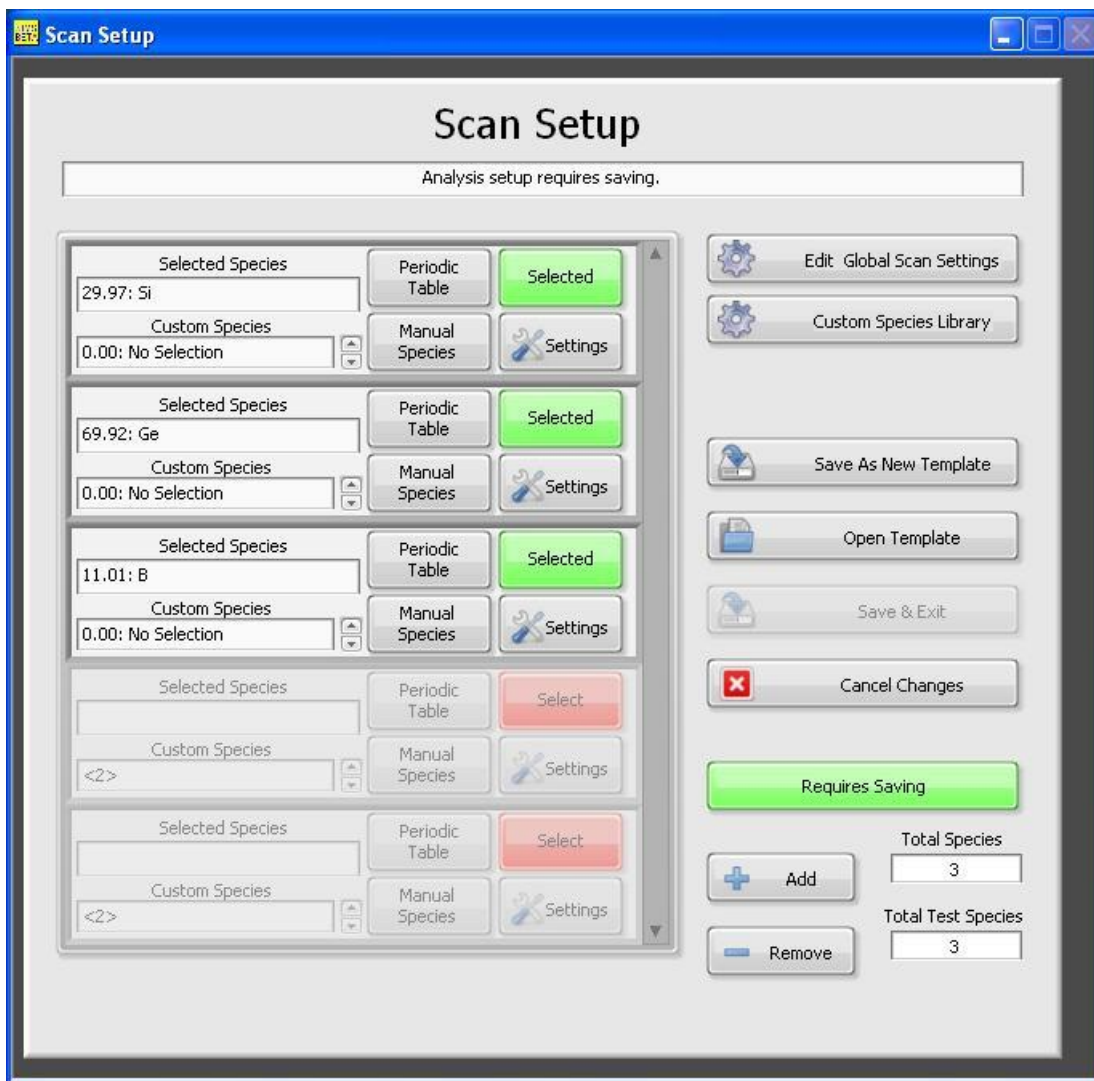 Scan Setup
Scan Setup
Analysis setup requires saving.
Selected Species
29.97: Si
Custom Species
0.00: No Selection
Periodic
Table
Selected
Manual
Species
Settings
Selected Species
69.92: Ge
Custom Species
0.00: No Selection
Periodic
Table
Selected
Manual
Species
Settings
Selected Species
11.01: B
Custom Species
0.00: No Selection
Periodic
Table
Selected
Manual
Species
Settings
Selected Species
Custom Species
<2>
Periodic
Table
Select
Manual
Species
Settings
Selected Species
Custom Species
<2>
Periodic
Table
Select
Manual
Species
Settings
Edit Global Scan Settings
Custom Species Library
Save As New Template
Open Template
Save & Exit
Cancel Changes
Requires Saving
Add
Remove
Total Species
3
Total Test Species
3